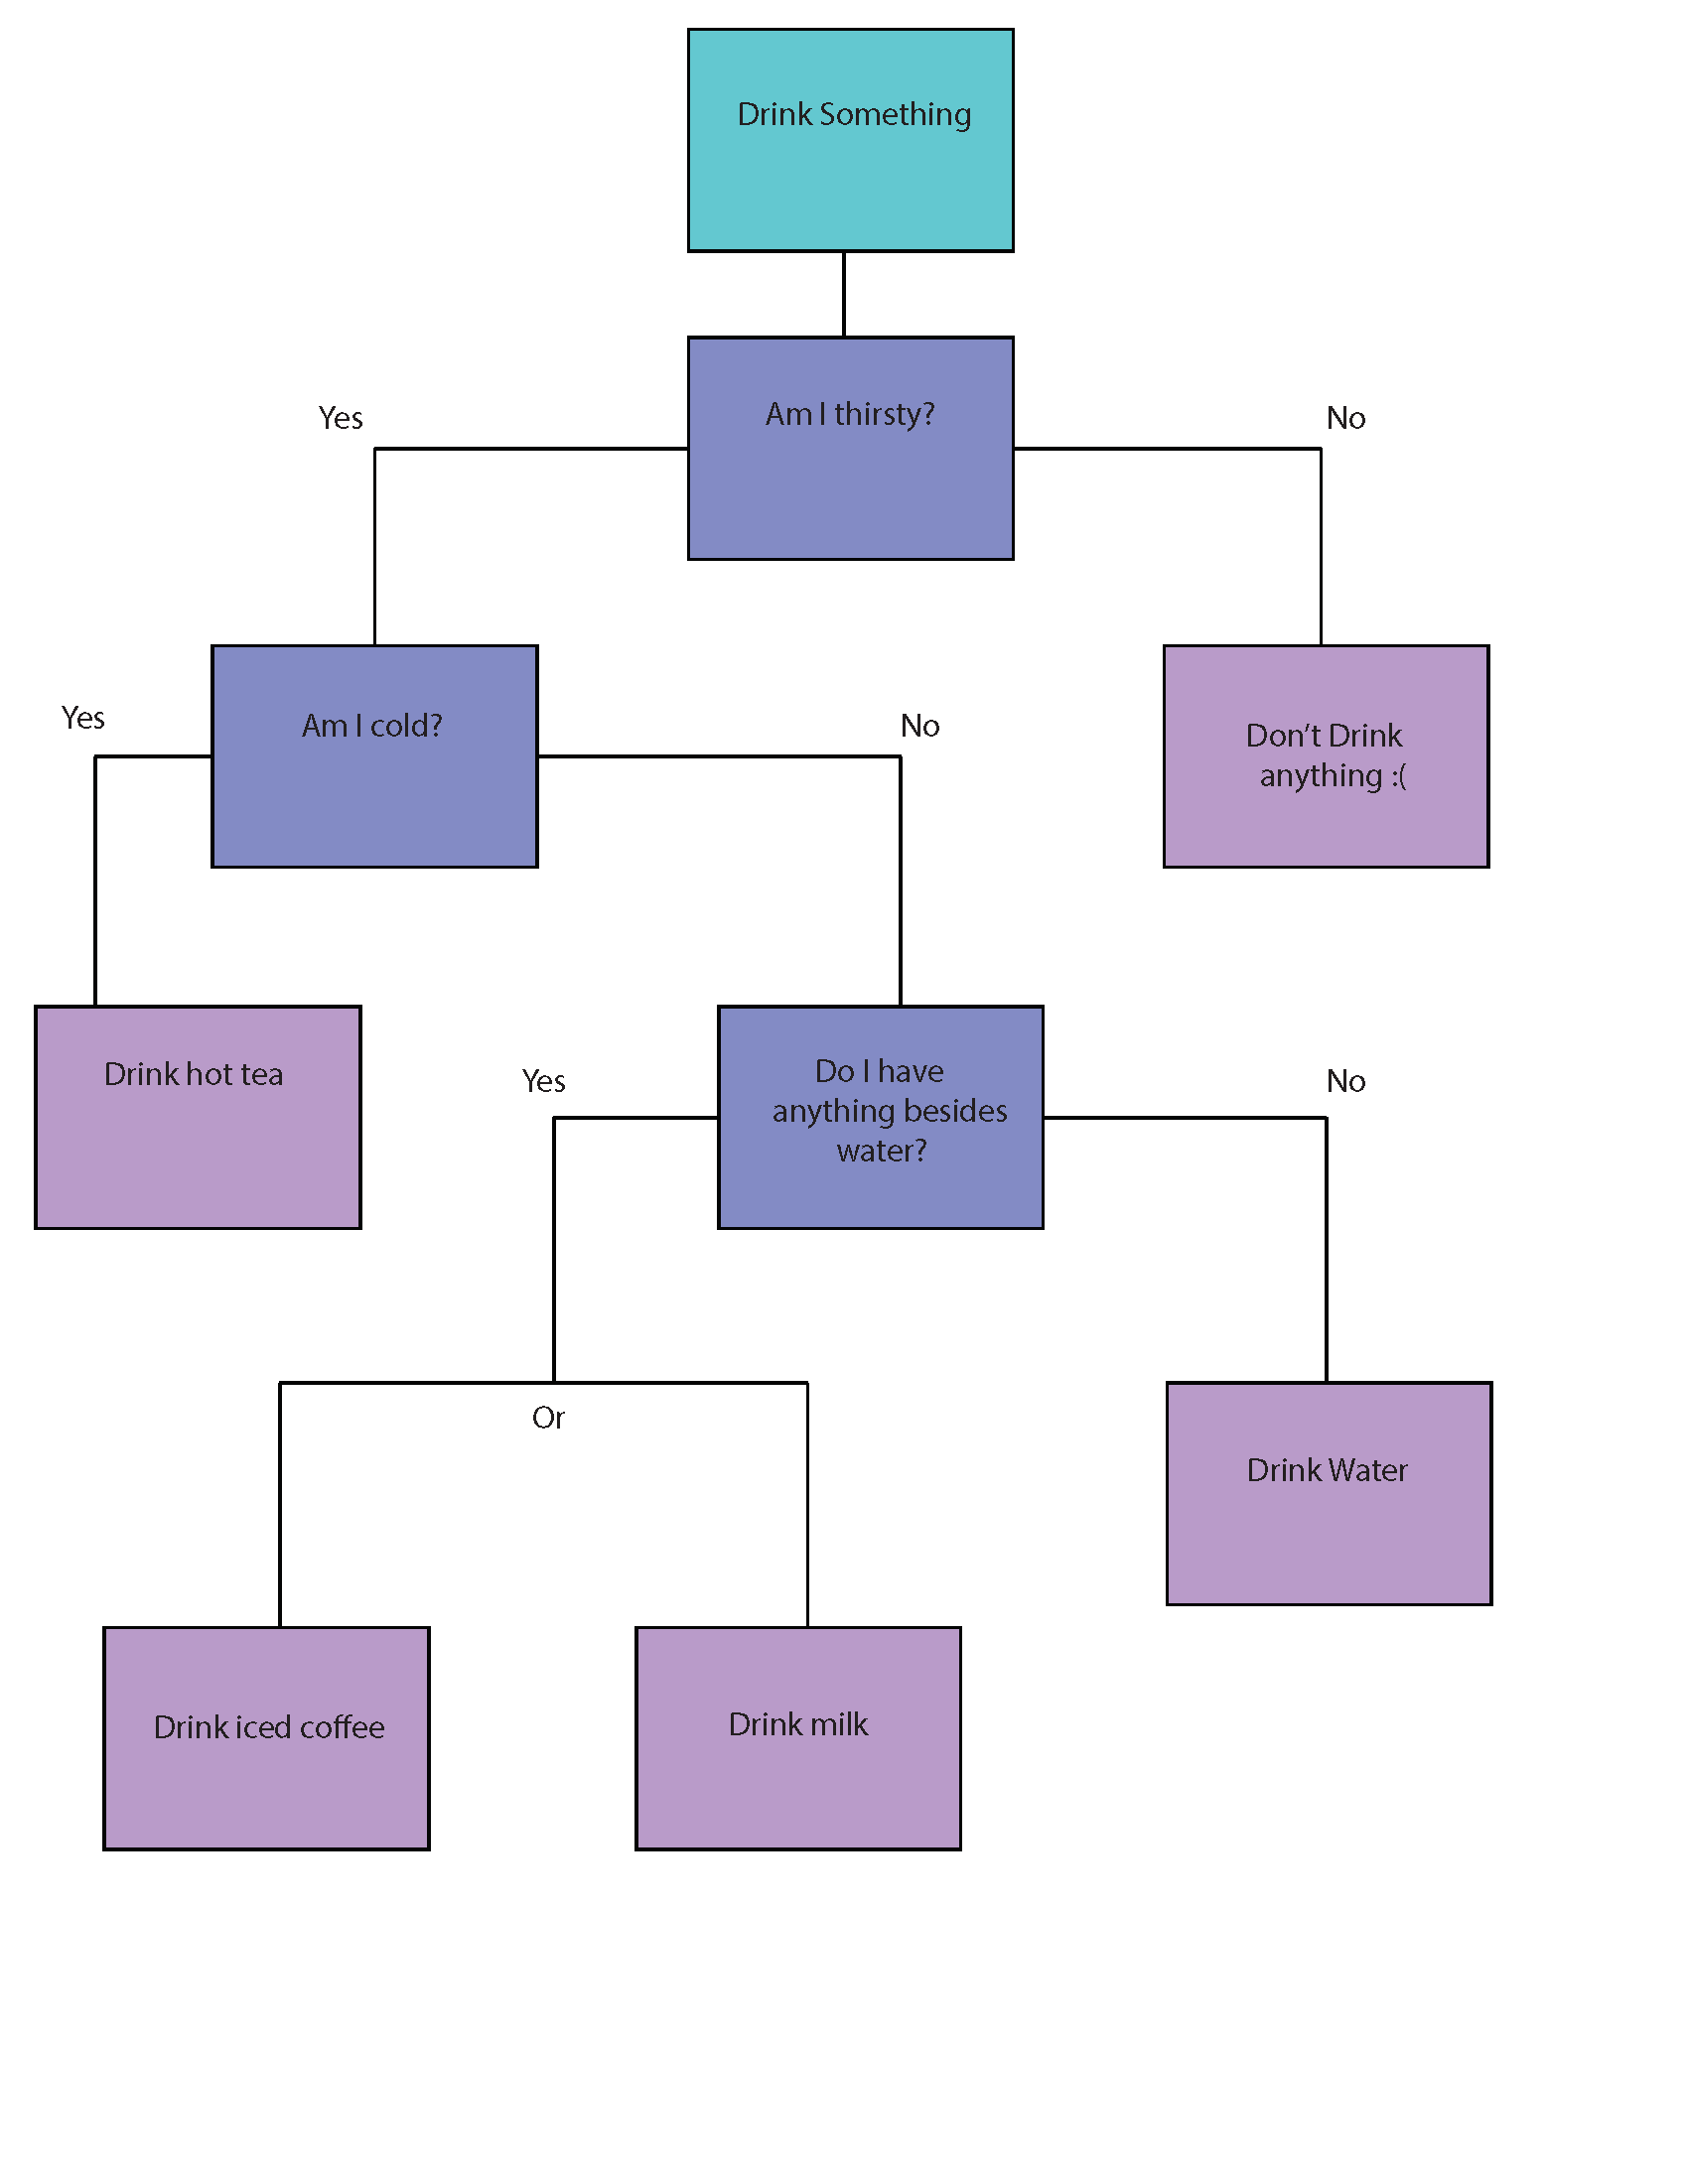 Drink Something
Am I thirsty?
Yes
No
Am I cold?
Yes
No
Don’t Drink
anything :(
Drink hot tea
Do I have
anything besides
water?
Yes
No
Or
Drink Water
Drink iced coffee
Drink milk